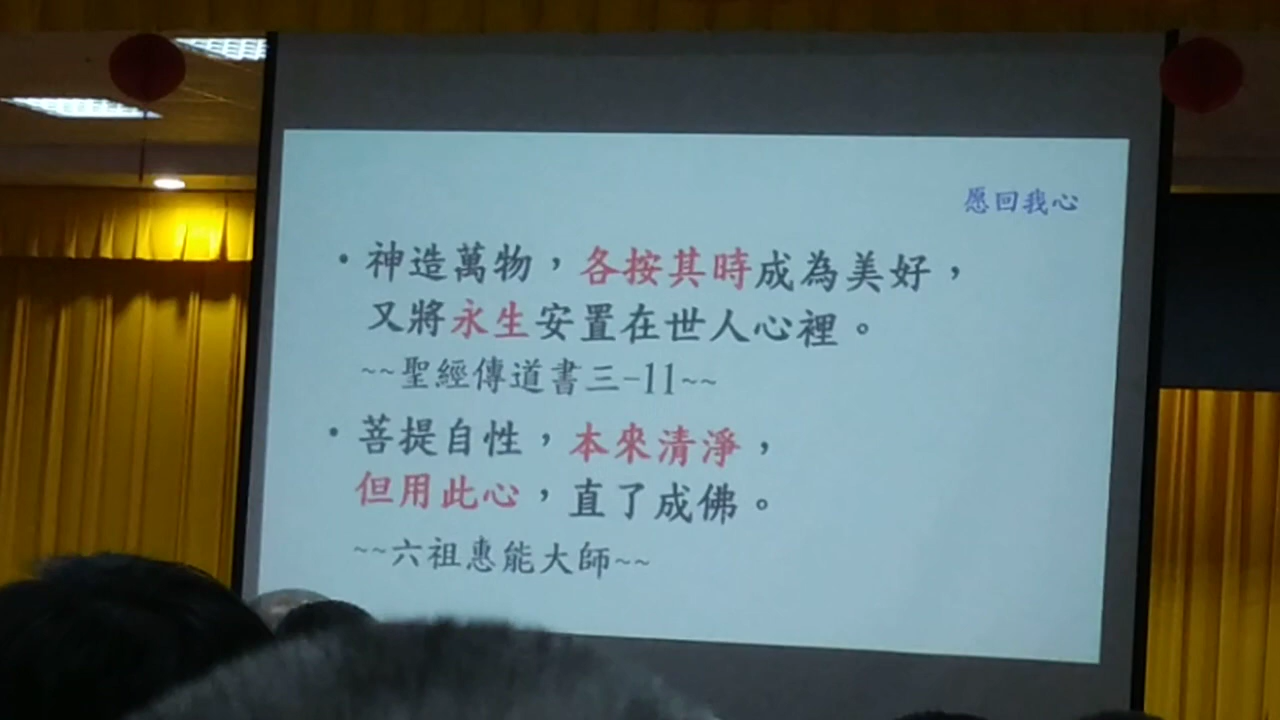 愿回我心
・神造萬物，各按其時成為美好，
又將永生安置在世人心裡。
~~聖經傳道書三-11~~
・菩提自性，本來清淨，
但用此心，直了成佛。
~~六祖惠能大師~~